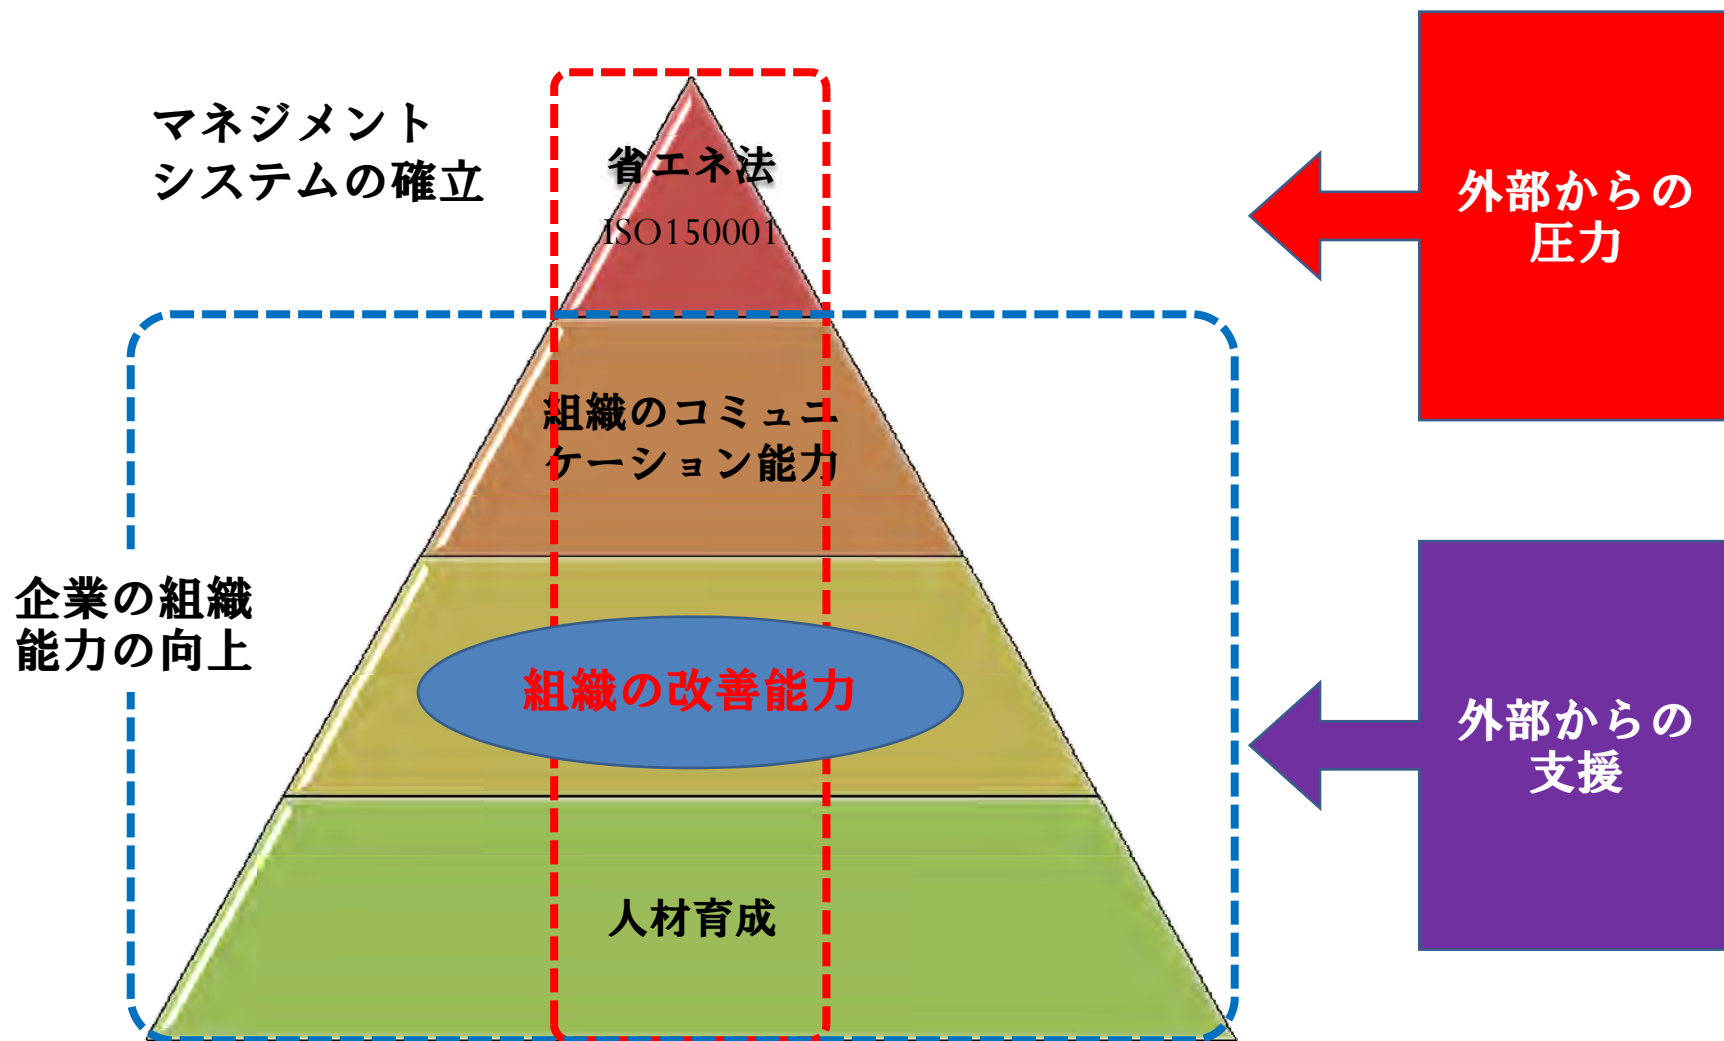 マネジメント
システムの確立
省エネ法
ISO150001
外部からの
圧力
組織のコミュニ
ケーション能力
企業の組織
能力の向上
組織の改善能力
外部からの
支援
人材育成